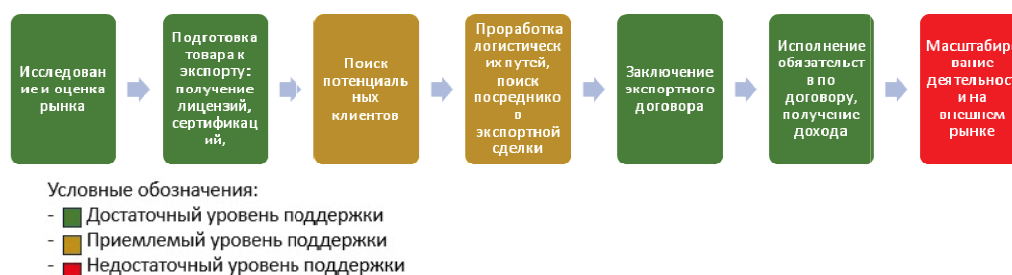 Исследован
ие и оценка
рынка
Подготовка
товара к
экспорту:
получение
лицензий,
сертификац
ий,
Поиск
потенциаль
ных
клиентов
Проработка
логистическ
их путей,
поиск
посреднико
в
экспортной
сделки
Заключение
экспортного
договора
Исполнение
обязательст
в по
договору,
получение
дохода
Масштабиро
вание
деятельност
и на
внешнем
рынке
Условные обозначения:
- Достаточный уровень поддержки
- Приемлемый уровень поддержки
- Недостаточный уровень поддержки